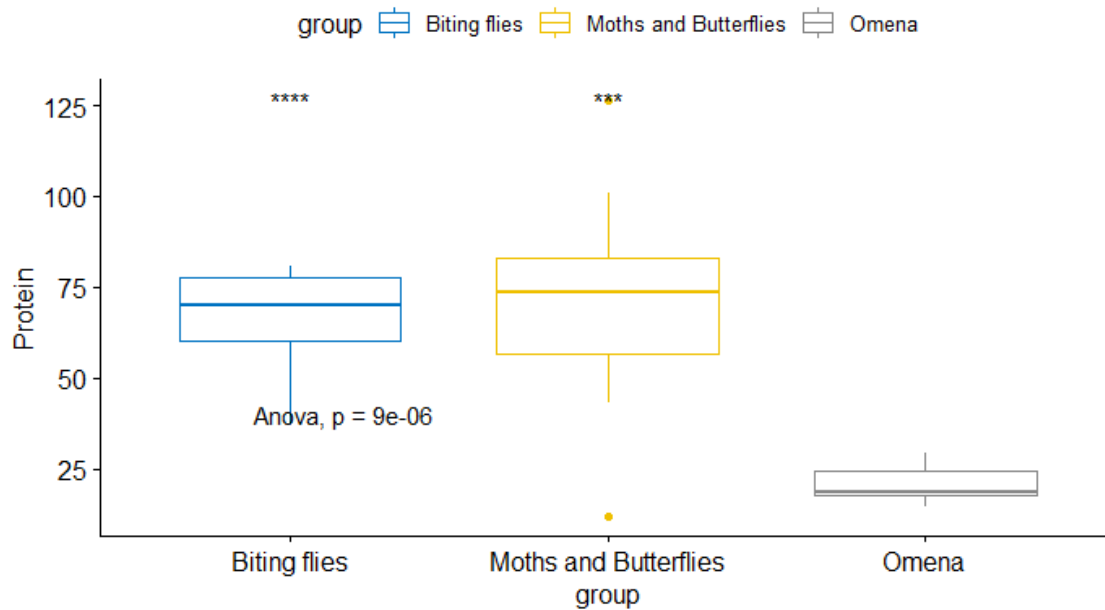 group Biting flies Moths and Butterflies Omena
125
**** ***
100
75
Protein
50
Anova, p = 9e-06
25
Biting flies Moths and Butterflies Omena
group